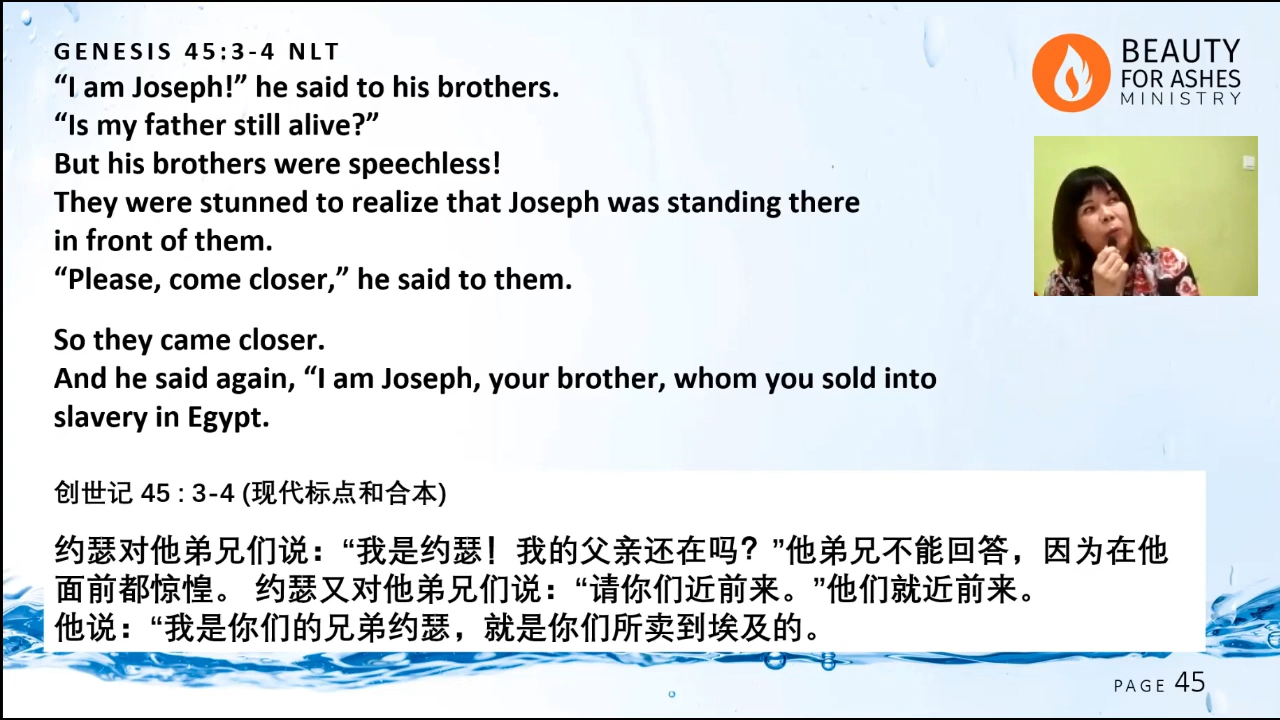 GENESIS 45:3-4 NLT
“I am Joseph!” he said to his brothers.
“Is my father still alive?”
But his brothers were speechless!
They were stunned to realize that Joseph was standing there
in front of them.
“Please, come closer,” he said to them.
So they came closer.
And he said again, “I am Joseph, your brother, whom you sold into
slavery in Egypt.
BEAUTY
FOR ASHES
MINISTRY
创世记 45 : 3-4 (现代标点和合本)
约瑟对他弟兄们说：“我是约瑟！我的父亲还在吗？”他弟兄不能回答，因为在他
面前都惊惶。 约瑟又对他弟兄们说：“请你们近前来。”他们就近前来。
他说：“我是你们的兄弟约瑟，就是你们所卖到埃及的。
PAGE 45